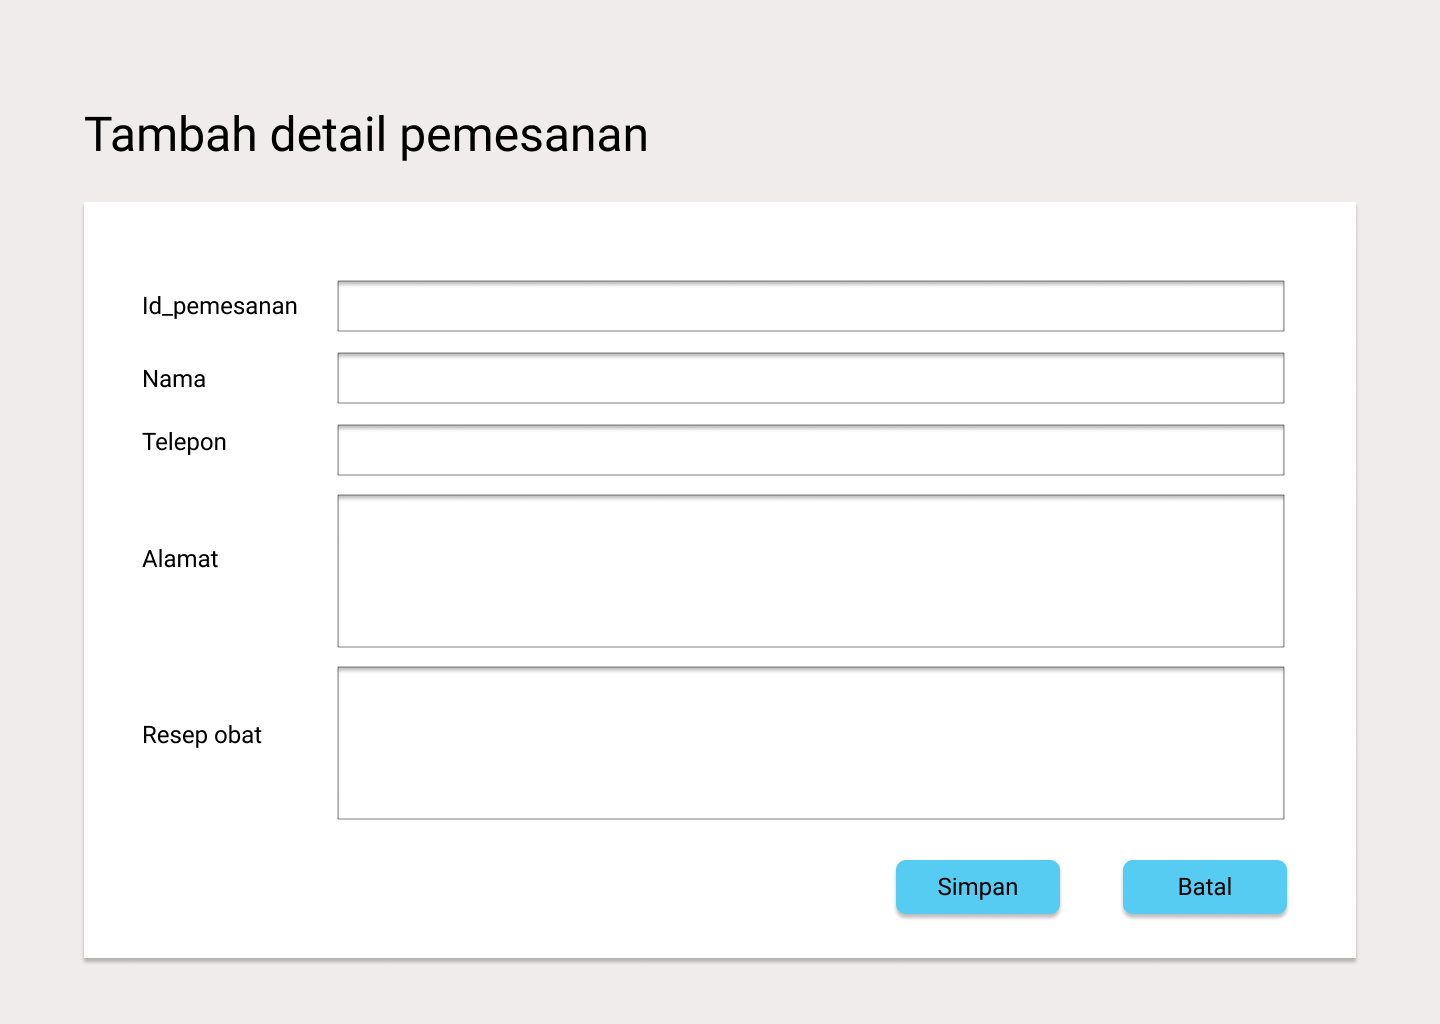 Tambah detail pemesanan
Id_pemesanan
Nama
Telepon
Alamat
Resep obat
Simpan
Batal